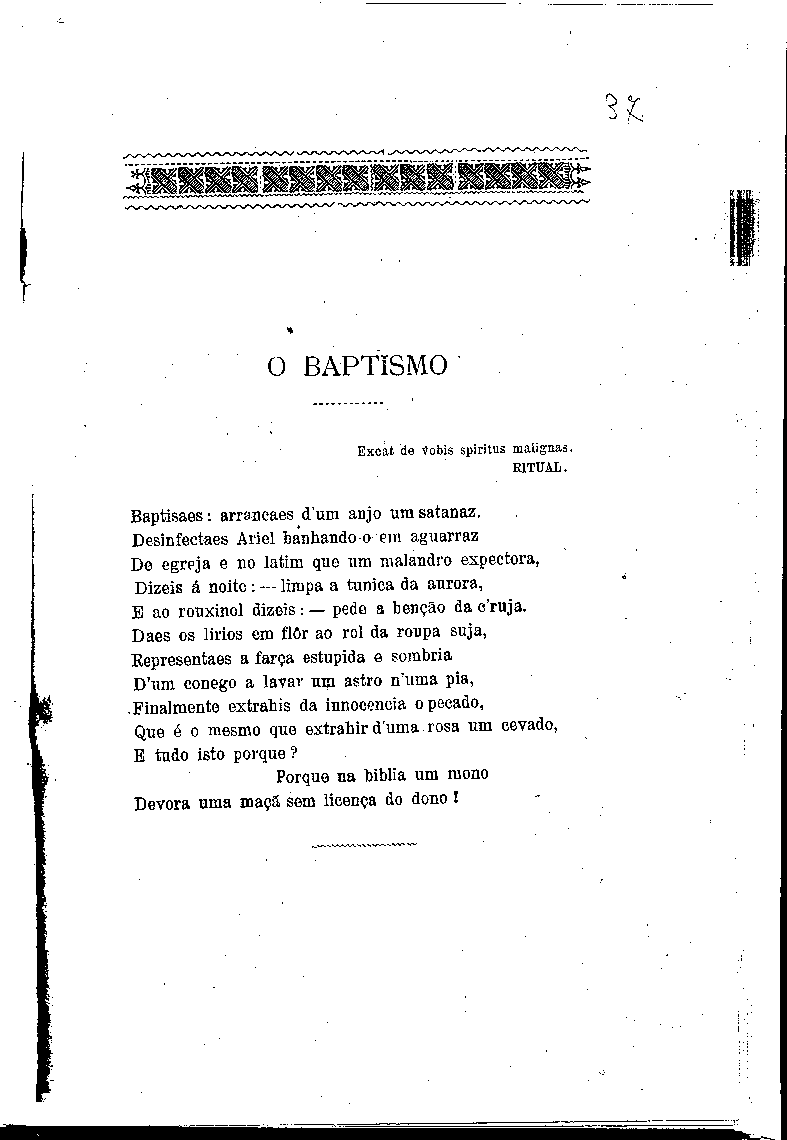 37
O BAPTISMO
Exeat de vobis spiritus malignas.
RITUAL.
Baptisaes: arrancaes d'um anjo um satanaz,
Desinfectaes Ariel banhando-o em aguarraz
De egreja e no latim que um malandro expectora,
Dizeis á noite: — limpa a tunica da aurora,
E ao rouxinol dizeis: — pede a benção da c'ruja.
Daes os lirios em flôr ao rol da roupa suja,
Representaes a farça estupida e sombria
D'um conego a lavar um astro n'uma pia,
Finalmente extrahis da innocencia o pecado,
Que é o mesmo que extrahir d'uma rosa um cevado,
E tudo isto porque?
Porque na biblia um mono
Devora uma maçã sem licença do dono!